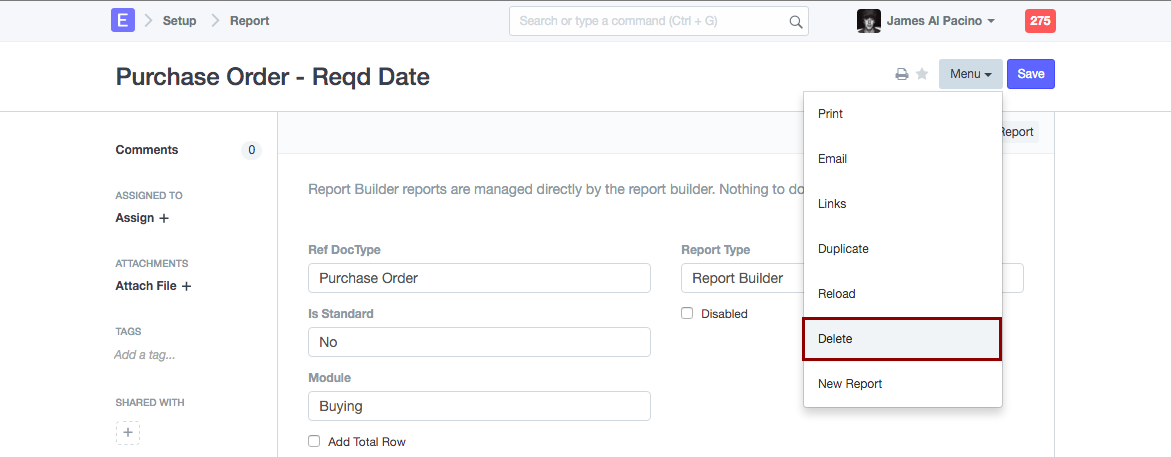 E Setup Report Search or type a command (Ctrl + G) James Al Pacino 275
Purchase Order - Reqd Date Menu Save
Print
Email
Links
Duplicate
Reload
Delete
New Report
Comments 0
ASSIGNED TO
Assign +
ATTACHMENTS
Attach File +
TAGS
Add a tag...
SHARED WITH
+
Report
Report Builder reports are managed directly by the report builder. Nothing to do
Ref DocType
Purchase Order
Is Standard
No
Module
Buying
Add Total Row
Report Type
Report Builder
Disabled